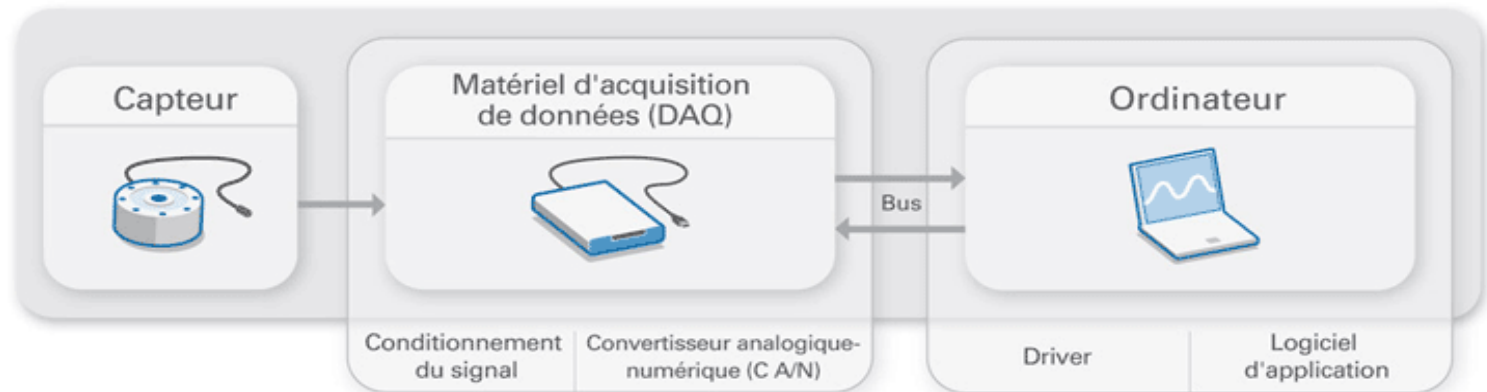 Capteur
Matériel d'acquisition
de données (DAQ)
Bus
Ordinateur
Conditionnement
du signal
Convertisseur analogique-
numérique (C A/N)
Driver
Logiciel
d'application